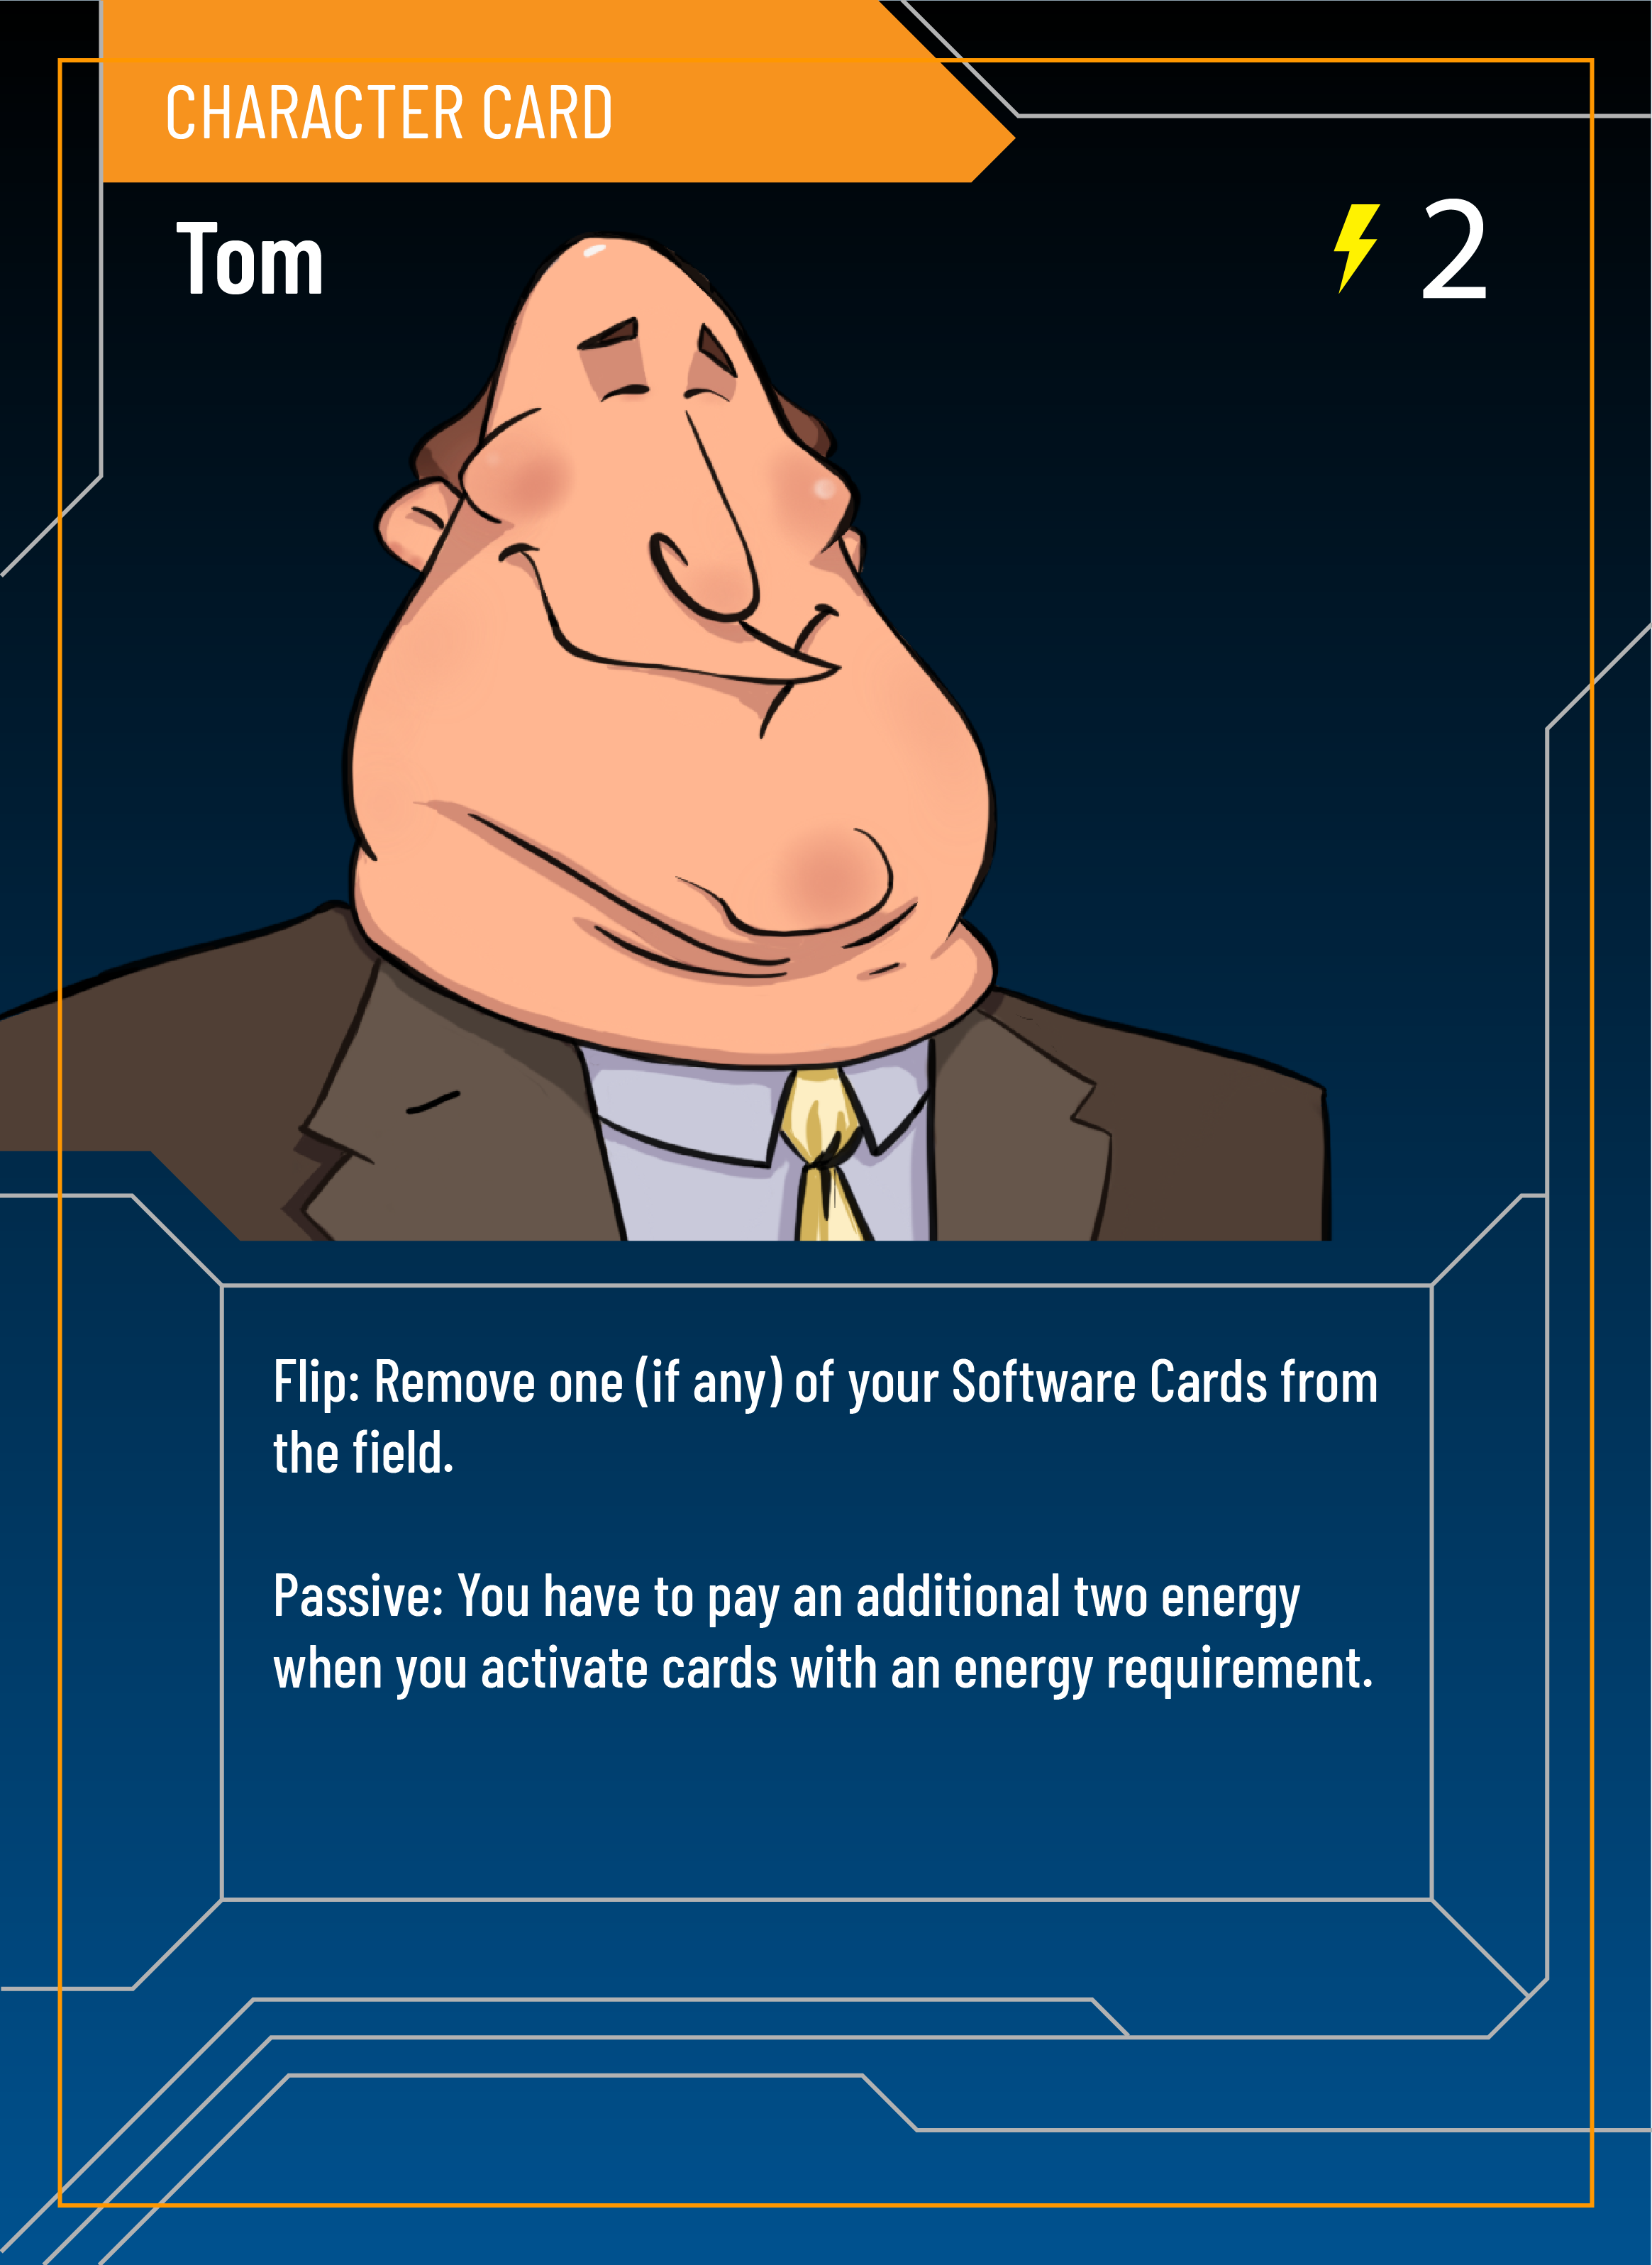 CHARACTER CARD
Tom
2
Flip: Remove one (if any) of your Software Cards from
the field.
Passive: You have to pay an additional two energy
when you activate cards with an energy requirement.